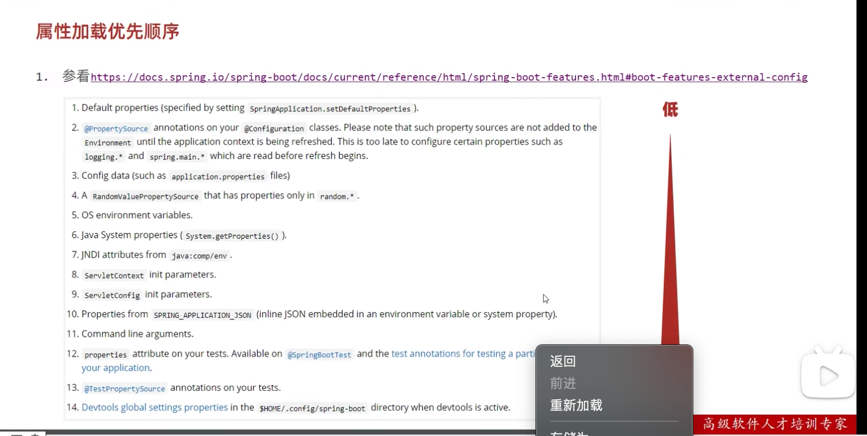 属性加载优先顺序
1. 参看https://docs.spring.io/spring-boot/docs/current/reference/html/spring-boot-features.html#boot-features-external-config
低
1. Default properties (specified by setting SpringApplication.setDefaultProperties ).
2. @PropertySource annotations on your @Configuration classes. Please note that such property sources are not added to the
Environment until the application context is being refreshed. This is too late to configure certain properties such as
logging.* and spring.main.* which are read before refresh begins.
3. Config data (such as application.properties files)
4. A RandomValuePropertySource that has properties only in random.* .
5. OS environment variables.
6. Java System properties ( System.getProperties() ).
7. JNDI attributes from java:comp/env .
8. ServletContext init parameters.
9. ServletConfig init parameters.
10. Properties from SPRING_APPLICATION_JSON (inline JSON embedded in an environment variable or system property).
11. Command line arguments.
12. properties attribute on your tests. Available on @SpringBootTest and the test annotations for testing a parti
your application.
13. @TestPropertySource annotations on your tests.
14. Devtools global settings properties in the $HOME/.config/spring-boot directory when devtools is active.
返回
前进
重新加载
高级软件人才培训专家